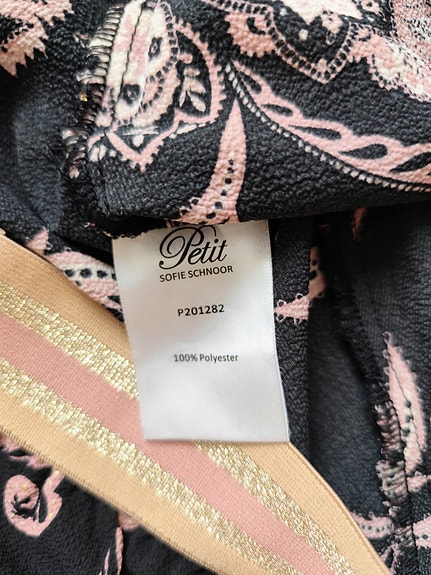 Petit
SOFIE SCHNOOR
P201282
100% Polyester